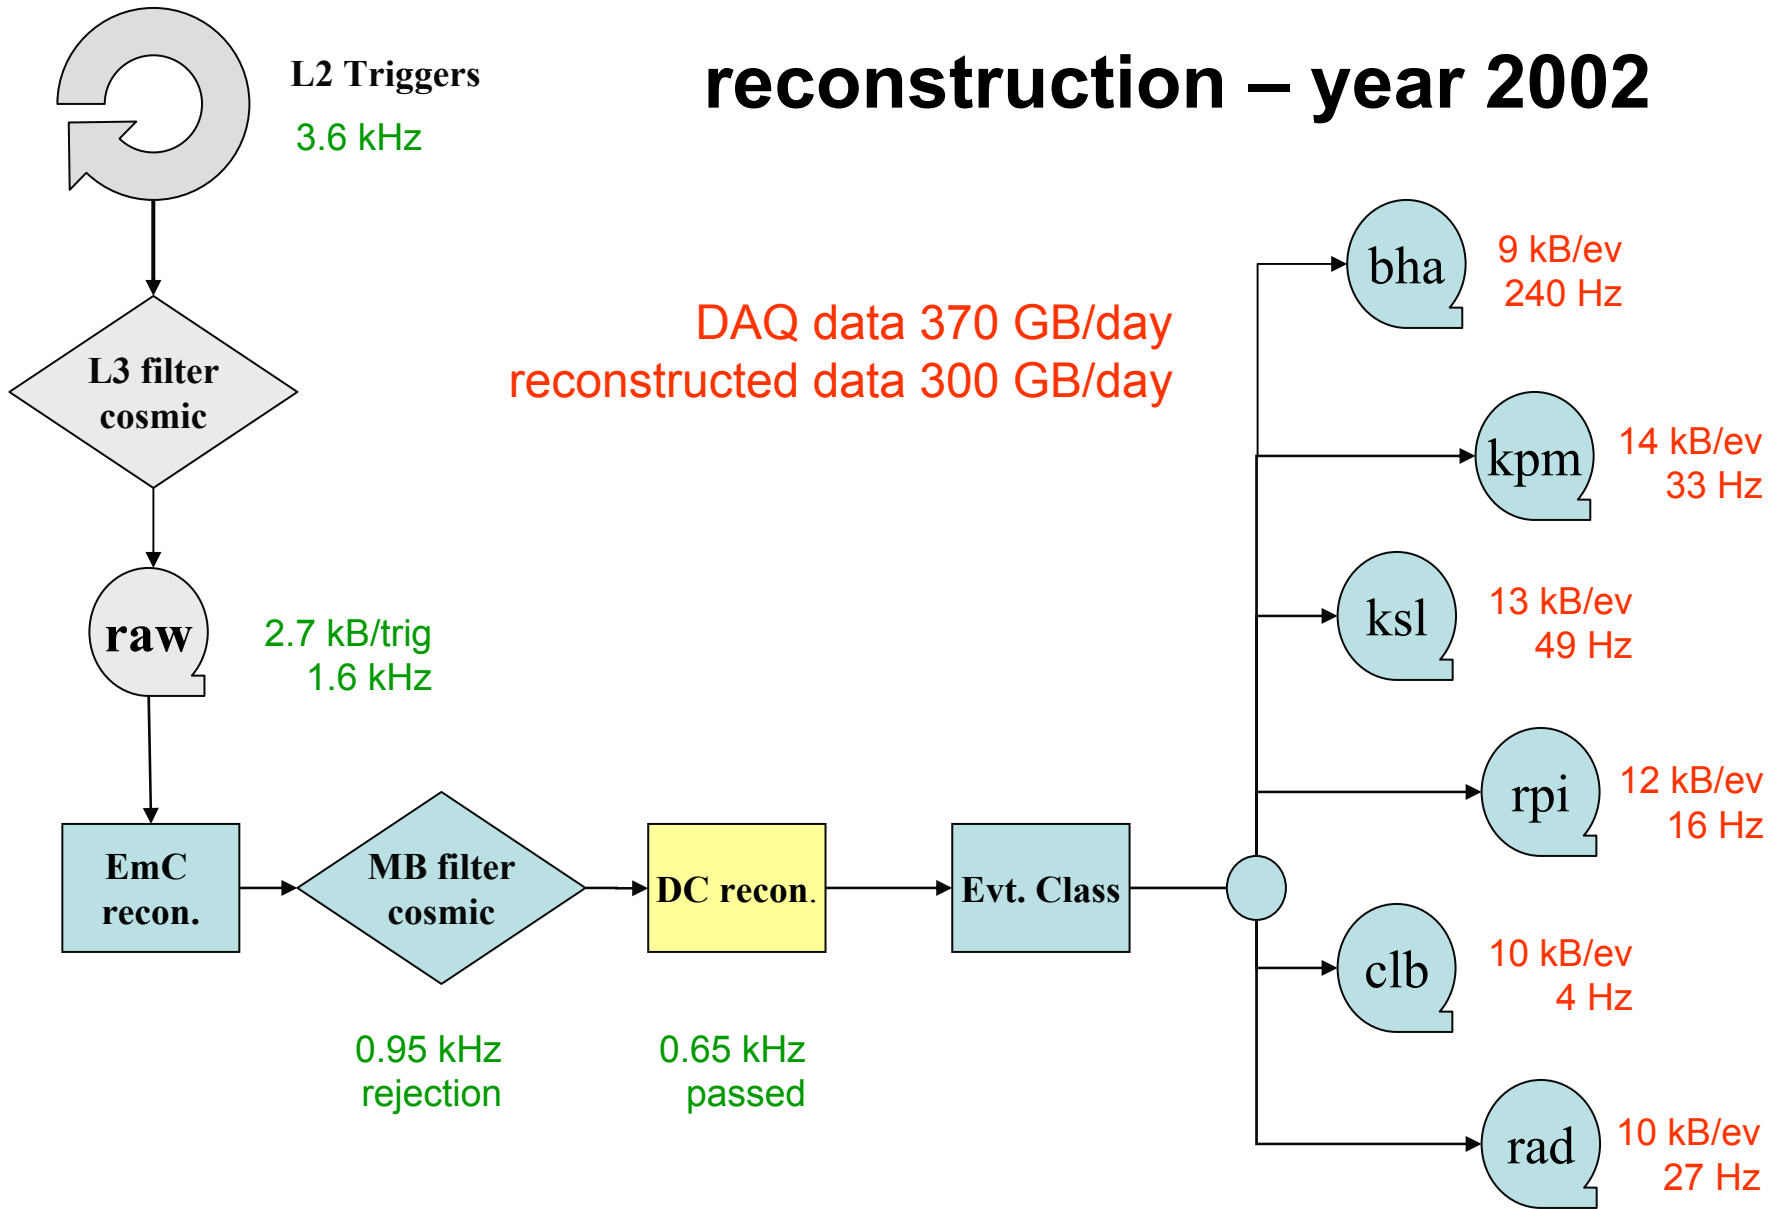 reconstruction – year 2002
L2 Triggers
3.6 kHz
L3 filter
cosmic
raw
2.7 kB/trig
1.6 kHz
EmC
recon.
MB filter
cosmic
0.95 kHz
rejection
DC recon.
0.65 kHz
passed
Evt. Class
DAQ data 370 GB/day
reconstructed data 300 GB/day
bha
9 kB/ev
240 Hz
kpm
14 kB/ev
33 Hz
ksl
13 kB/ev
49 Hz
rpi
12 kB/ev
16 Hz
clb
10 kB/ev
4 Hz
rad
10 kB/ev
27 Hz